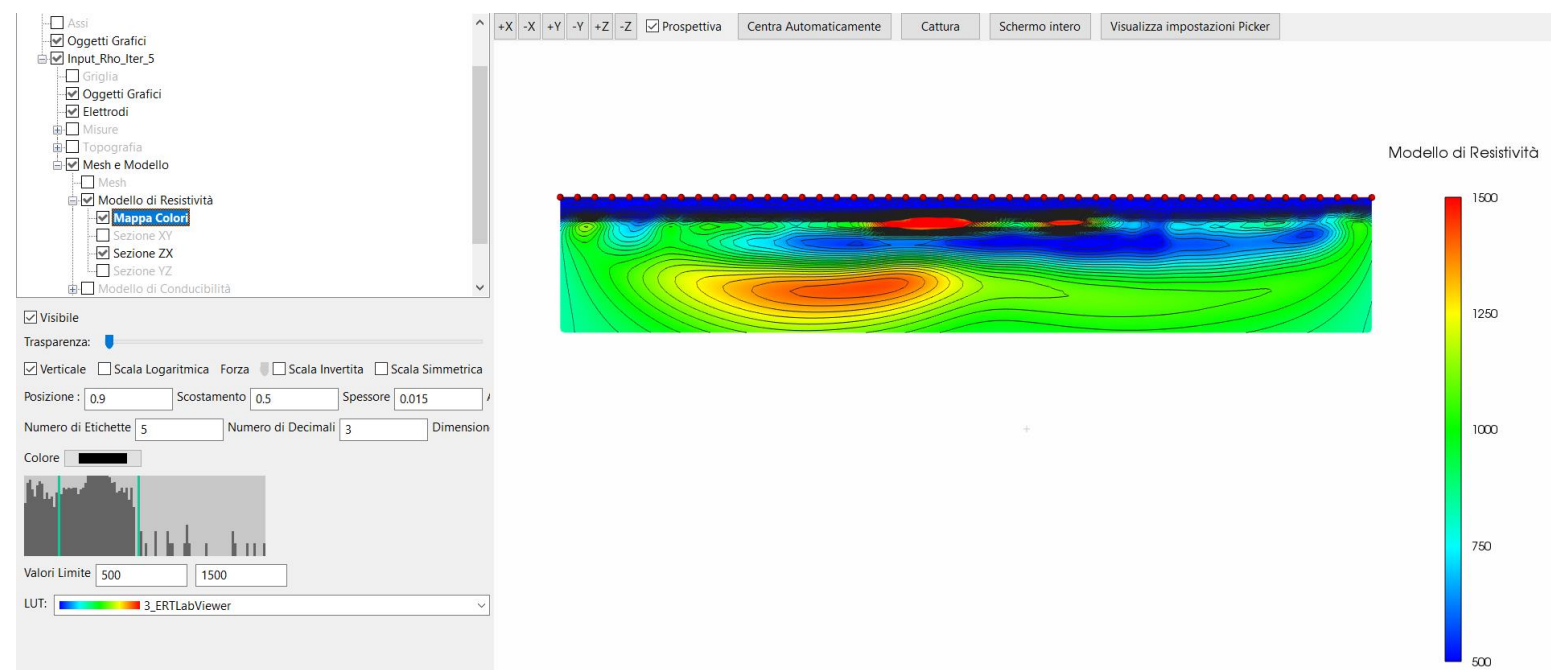 Assi
Oggetti Grafici
Input_Rho_Iter_5
Griglia
Oggetti Grafici
Elettrodi
Misure
Topografia
Mesh e Modello
Mesh
Modello di Resistività
Mappa Colori
Sezione XY
Sezione ZX
Sezione YZ
Modello di Conducibilità
Visibile
Trasparenza:
Verticale Scala Logaritmica Forza Scala Invertita Scala Simmetrica
Posizione : 0.9 Scostamento 0.5 Spessore 0.015
Numero di Etichette 5 Numero di Decimali 3 Dimension
Colore
Valori Limite 500 1500
LUT: 3_ERTLabViewer
+X -X +Y -Y +Z -Z Prospettiva Centra Automaticamente Cattura Schermo intero Visualizza impostazioni Picker
Modello di Resistività
1500
1250
1000
750
500